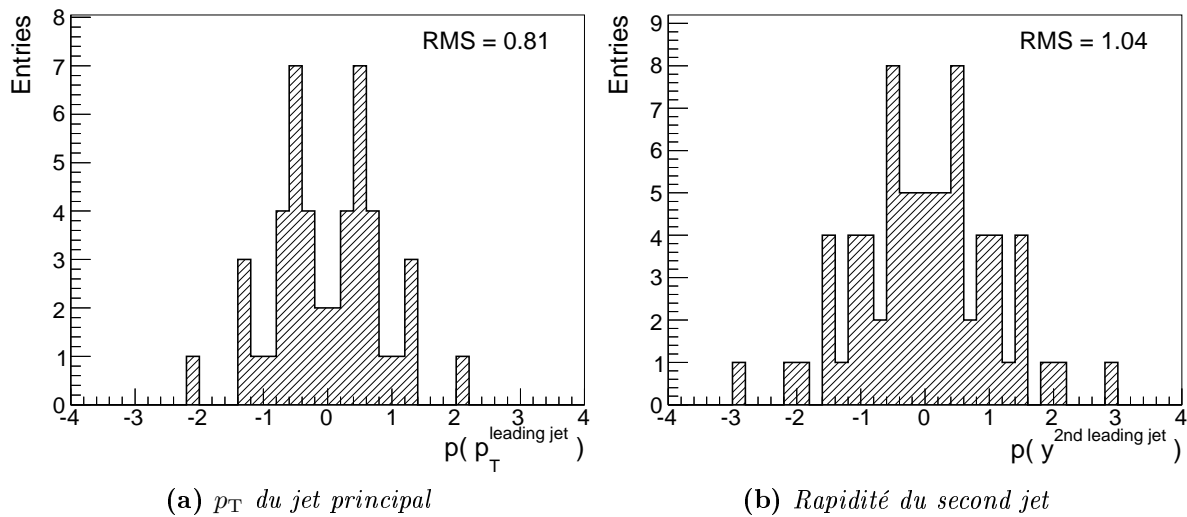 Entries
RMS = 0.81
8
7
6
5
4
3
2
1
0
-4 -3 -2 -1 0 1 2 3 4
p( p_T^leading jet )
(a) p_T du jet principal
Entries
RMS = 1.04
9
8
7
6
5
4
3
2
1
0
-4 -3 -2 -1 0 1 2 3 4
p( y^2nd leading jet )
(b) Rapidité du second jet